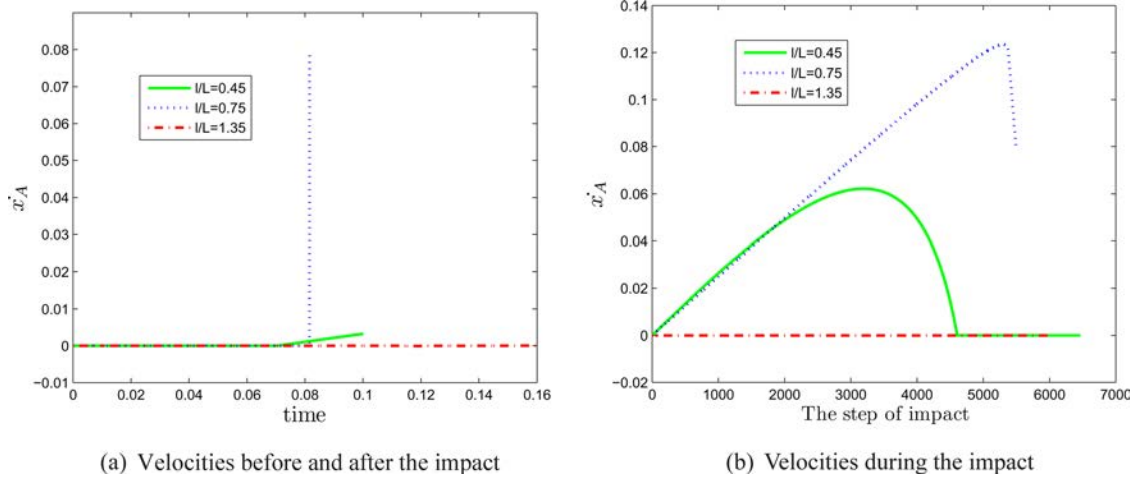 0.08
0.07
0.06
0.05
0.04
0.03
0.02
0.01
0
−0.01
ẋ_A
l/L=0.45
l/L=0.75
l/L=1.35
0 0.02 0.04 0.06 0.08 0.1 0.12 0.14 0.16
time
(a) Velocities before and after the impact
0.14
0.12
0.1
0.08
0.06
0.04
0.02
0
−0.02
ẋ_A
l/L=0.45
l/L=0.75
l/L=1.35
0 1000 2000 3000 4000 5000 6000 7000
The step of impact
(b) Velocities during the impact